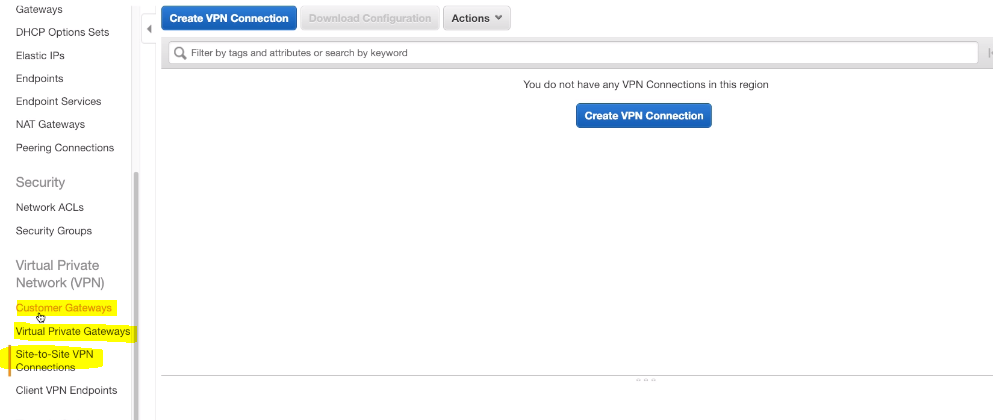 Gateways
DHCP Options Sets
Elastic IPs
Endpoints
Endpoint Services
NAT Gateways
Peering Connections
Security
Network ACLs
Security Groups
Virtual Private
Network (VPN)
Customer Gateways
Virtual Private Gateways
Site-to-Site VPN
Connections
Client VPN Endpoints
Create VPN Connection
Download Configuration
Actions
Filter by tags and attributes or search by keyword
You do not have any VPN Connections in this region
Create VPN Connection